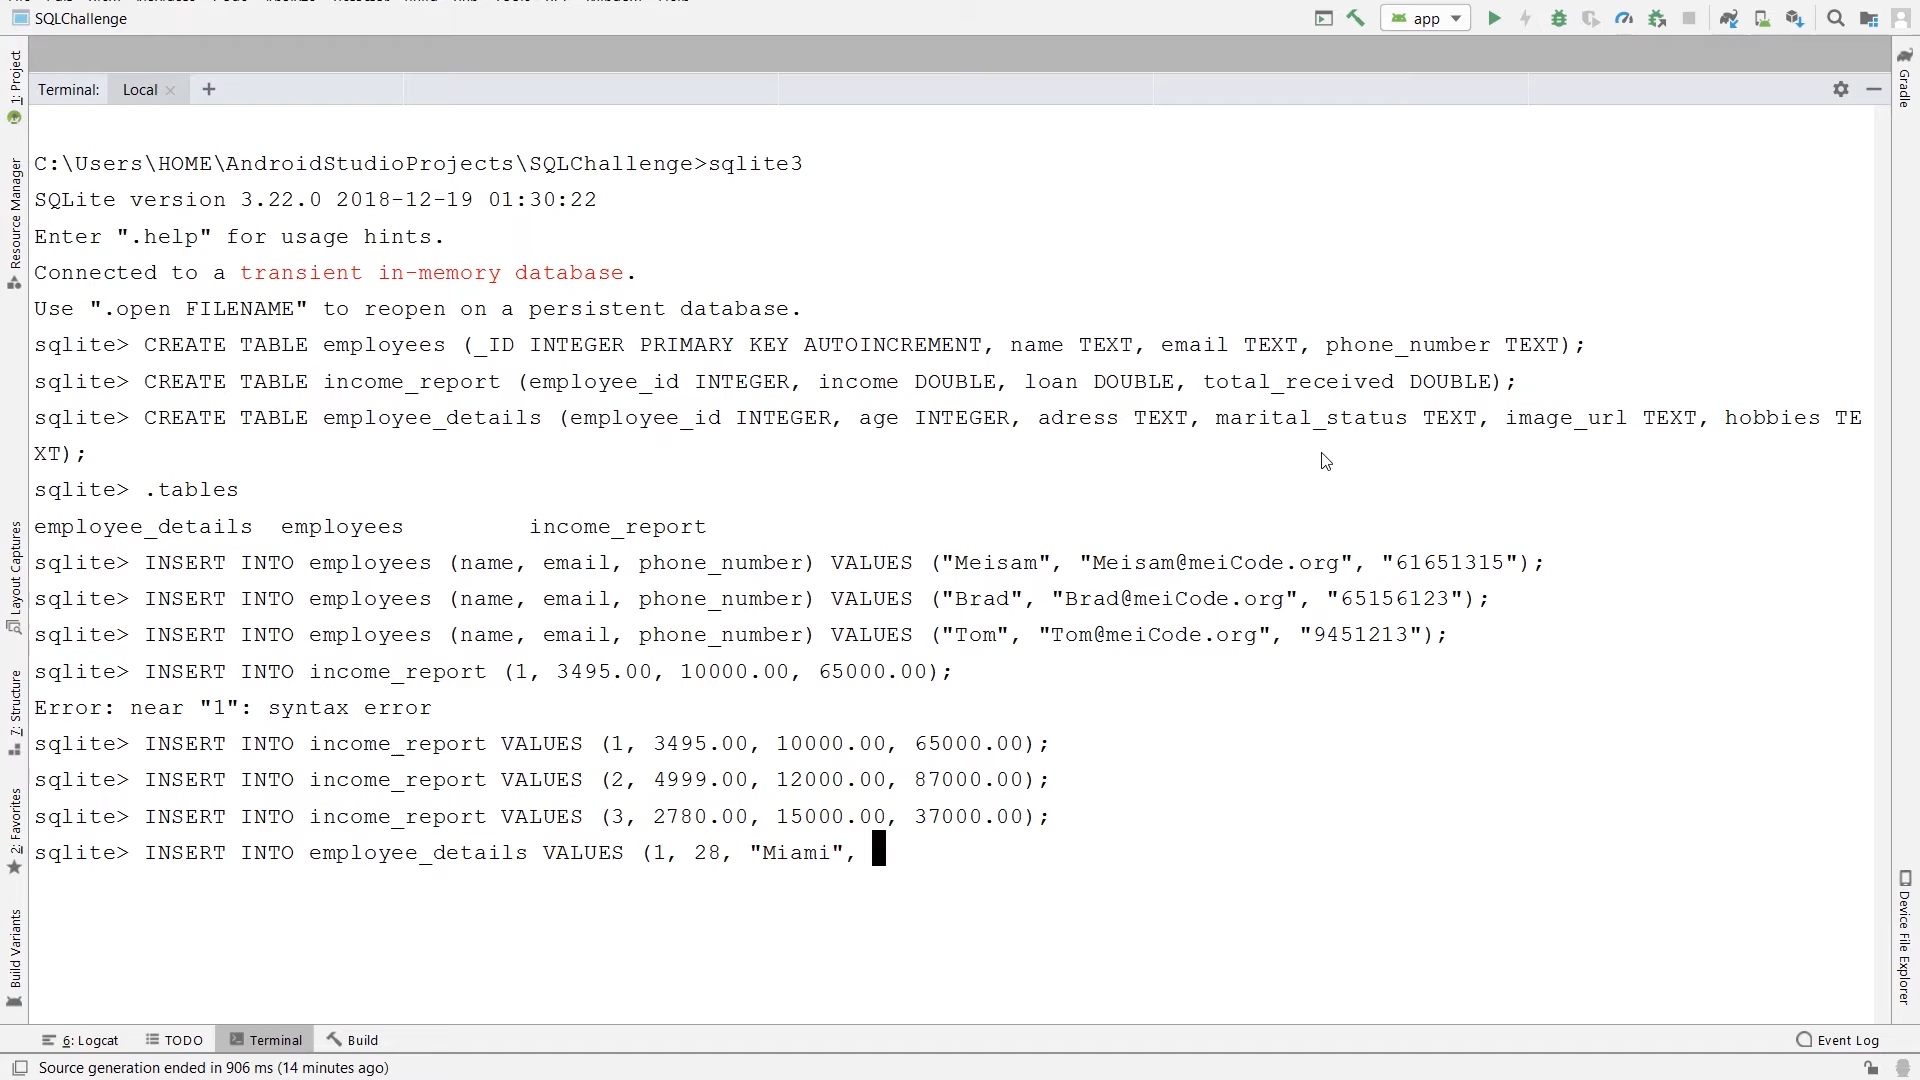 SQLChallenge
app
Terminal: Local
C:\Users\HOME\AndroidStudioProjects\SQLChallenge>sqlite3
SQLite version 3.22.0 2018-12-19 01:30:22
Enter ".help" for usage hints.
Connected to a transient in-memory database.
Use ".open FILENAME" to reopen on a persistent database.
sqlite> CREATE TABLE employees (_ID INTEGER PRIMARY KEY AUTOINCREMENT, name TEXT, email TEXT, phone_number TEXT);
sqlite> CREATE TABLE income_report (employee_id INTEGER, income DOUBLE, loan DOUBLE, total_received DOUBLE);
sqlite> CREATE TABLE employee_details (employee_id INTEGER, age INTEGER, adress TEXT, marital_status TEXT, image_url TEXT, hobbies TE
XT);
sqlite> .tables
employee_details employees income_report
sqlite> INSERT INTO employees (name, email, phone_number) VALUES ("Meisam", "Meisam@meiCode.org", "61651315");
sqlite> INSERT INTO employees (name, email, phone_number) VALUES ("Brad", "Brad@meiCode.org", "65156123");
sqlite> INSERT INTO employees (name, email, phone_number) VALUES ("Tom", "Tom@meiCode.org", "9451213");
sqlite> INSERT INTO income_report (1, 3495.00, 10000.00, 65000.00);
Error: near "1": syntax error
sqlite> INSERT INTO income_report VALUES (1, 3495.00, 10000.00, 65000.00);
sqlite> INSERT INTO income_report VALUES (2, 4999.00, 12000.00, 87000.00);
sqlite> INSERT INTO income_report VALUES (3, 2780.00, 15000.00, 37000.00);
sqlite> INSERT INTO employee_details VALUES (1, 28, "Miami",
1: Project
Resource Manager
Layout Captures
7: Structure
2: Favorites
Build Variants
Gradle
Device File Explorer
6: Logcat TODO Terminal Build
Event Log
Source generation ended in 906 ms (14 minutes ago)